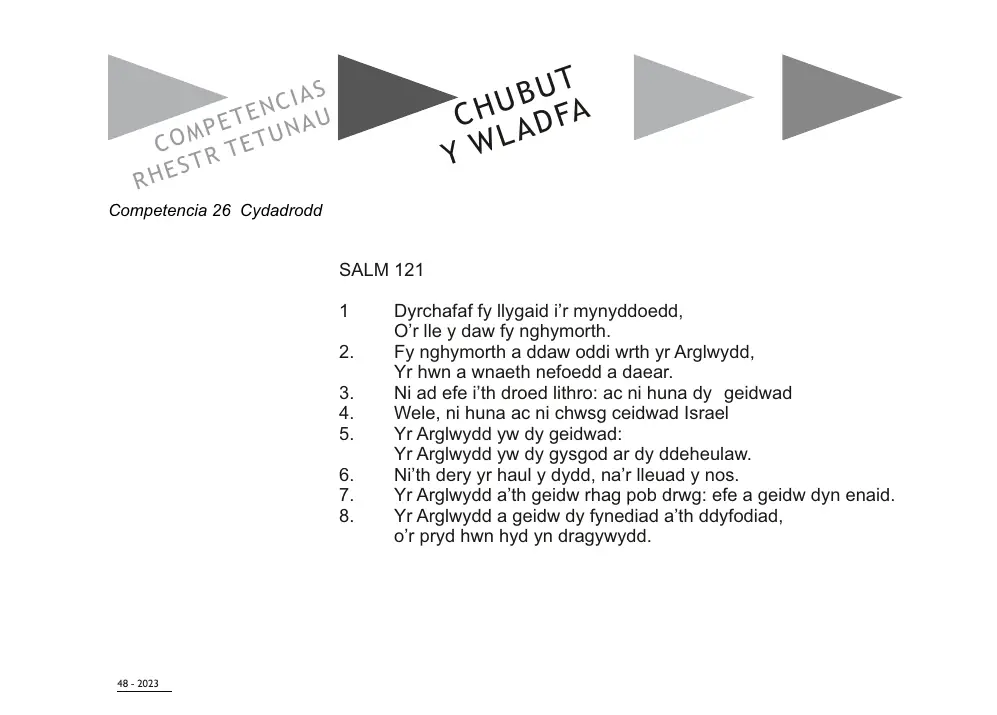 COMPETENCIAS
RHESTR TETUNAU
CHUBUT
Y WLADFA
Competencia 26 Cydadrodd
SALM 121
1 Dyrchafaf fy llygaid i’r mynyddoedd,
O’r lle y daw fy nghymorth.
2. Fy nghymorth a ddaw oddi wrth yr Arglwydd,
Yr hwn a wnaeth nefoedd a daear.
3. Ni ad efe i’th droed lithro: ac ni huna dy geidwad
4. Wele, ni huna ac ni chwsg ceidwad Israel
5. Yr Arglwydd yw dy geidwad:
Yr Arglwydd yw dy gysgod ar dy ddeheulaw.
6. Ni’th dery yr haul y dydd, na’r lleuad y nos.
7. Yr Arglwydd a’th geidw rhag pob drwg: efe a geidw dyn enaid.
8. Yr Arglwydd a geidw dy fynediad a’th ddyfodiad,
o’r pryd hwn hyd yn dragywydd.
48 - 2023